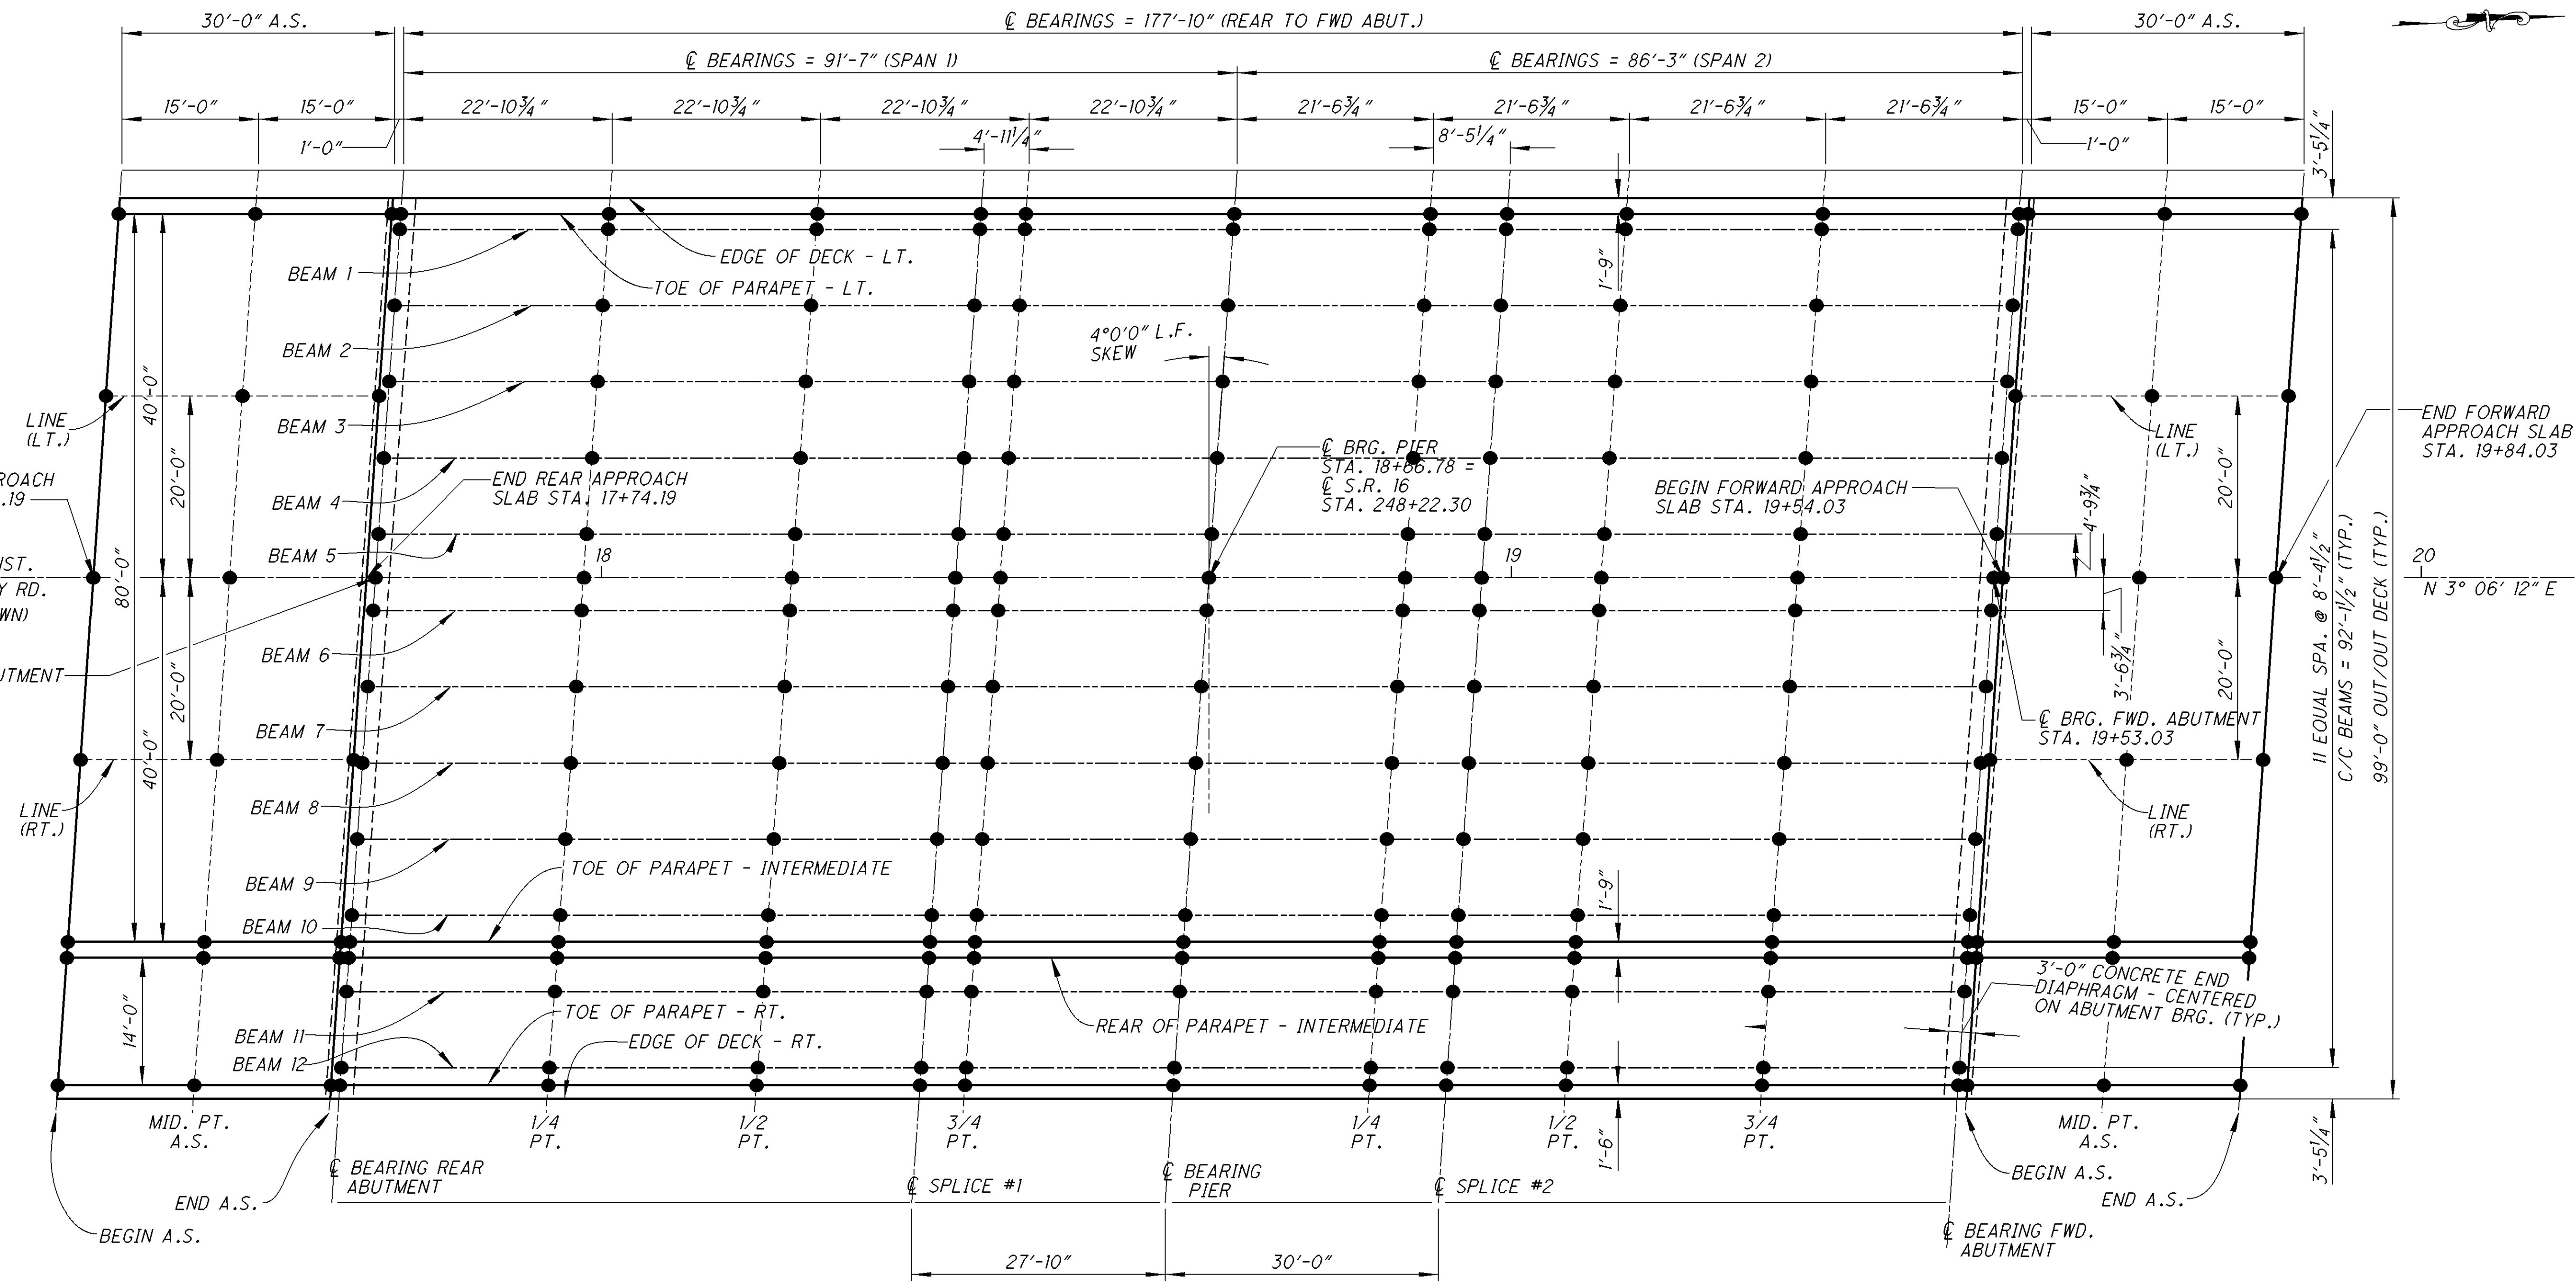 30'-0" A.S.
℄ BEARINGS = 177'-10" (REAR TO FWD ABUT.)
30'-0" A.S.
℄ BEARINGS = 91'-7" (SPAN 1)
℄ BEARINGS = 86'-3" (SPAN 2)
15'-0"
15'-0"
22'-10¾"
22'-10¾"
22'-10¾"
22'-10¾"
21'-6¾"
21'-6¾"
21'-6¾"
21'-6¾"
15'-0"
15'-0"
1'-0"
4'-11¼"
8'-5¼"
1'-0"
3'-5¼"
EDGE OF DECK - LT.
TOE OF PARAPET - LT.
1'-9"
BEAM 1
BEAM 2
BEAM 3
BEAM 4
BEAM 5
BEAM 6
BEAM 7
BEAM 8
BEAM 9
BEAM 10
BEAM 11
BEAM 12
4°0'0" L.F.
SKEW
LINE
(LT.)
40'-0"
20'-0"
80'-0"
20'-0"
40'-0"
14'-0"
ROACH
.19
NST.
Y RD.
WN)
UTMENT
LINE
(RT.)
END REAR APPROACH
SLAB STA. 17+74.19
18
℄ BRG. PIER
STA. 18+66.78 =
℄ S.R. 16
STA. 248+22.30
BEGIN FORWARD APPROACH
SLAB STA. 19+54.03
19
4'-9¾"
3'-6¾"
LINE
(LT.)
20'-0"
20'-0"
END FORWARD
APPROACH SLAB
STA. 19+84.03
20
N 3° 06' 12" E
11 EQUAL SPA. @ 8'-4½"
C/C BEAMS = 92'-1½" (TYP.)
99'-0" OUT/OUT DECK (TYP.)
℄ BRG. FWD. ABUTMENT
STA. 19+53.03
LINE
(RT.)
TOE OF PARAPET - INTERMEDIATE
1'-9"
TOE OF PARAPET - RT.
EDGE OF DECK - RT.
REAR OF PARAPET - INTERMEDIATE
3'-0" CONCRETE END
DIAPHRAGM - CENTERED
ON ABUTMENT BRG. (TYP.)
MID. PT.
A.S.
1/4
PT.
1/2
PT.
3/4
PT.
1/4
PT.
1/2
PT.
3/4
PT.
MID. PT.
A.S.
1'-6"
3'-5¼"
℄ BEARING REAR
ABUTMENT
℄ SPLICE #1
℄ BEARING
PIER
℄ SPLICE #2
BEGIN A.S.
END A.S.
END A.S.
BEGIN A.S.
℄ BEARING FWD.
ABUTMENT
27'-10"
30'-0"